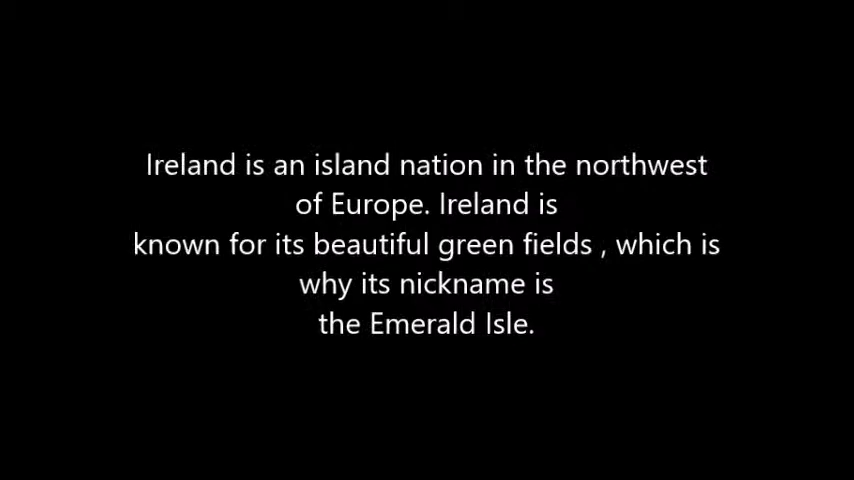 Ireland is an island nation in the northwest
of Europe. Ireland is
known for its beautiful green fields , which is
why its nickname is
the Emerald Isle.